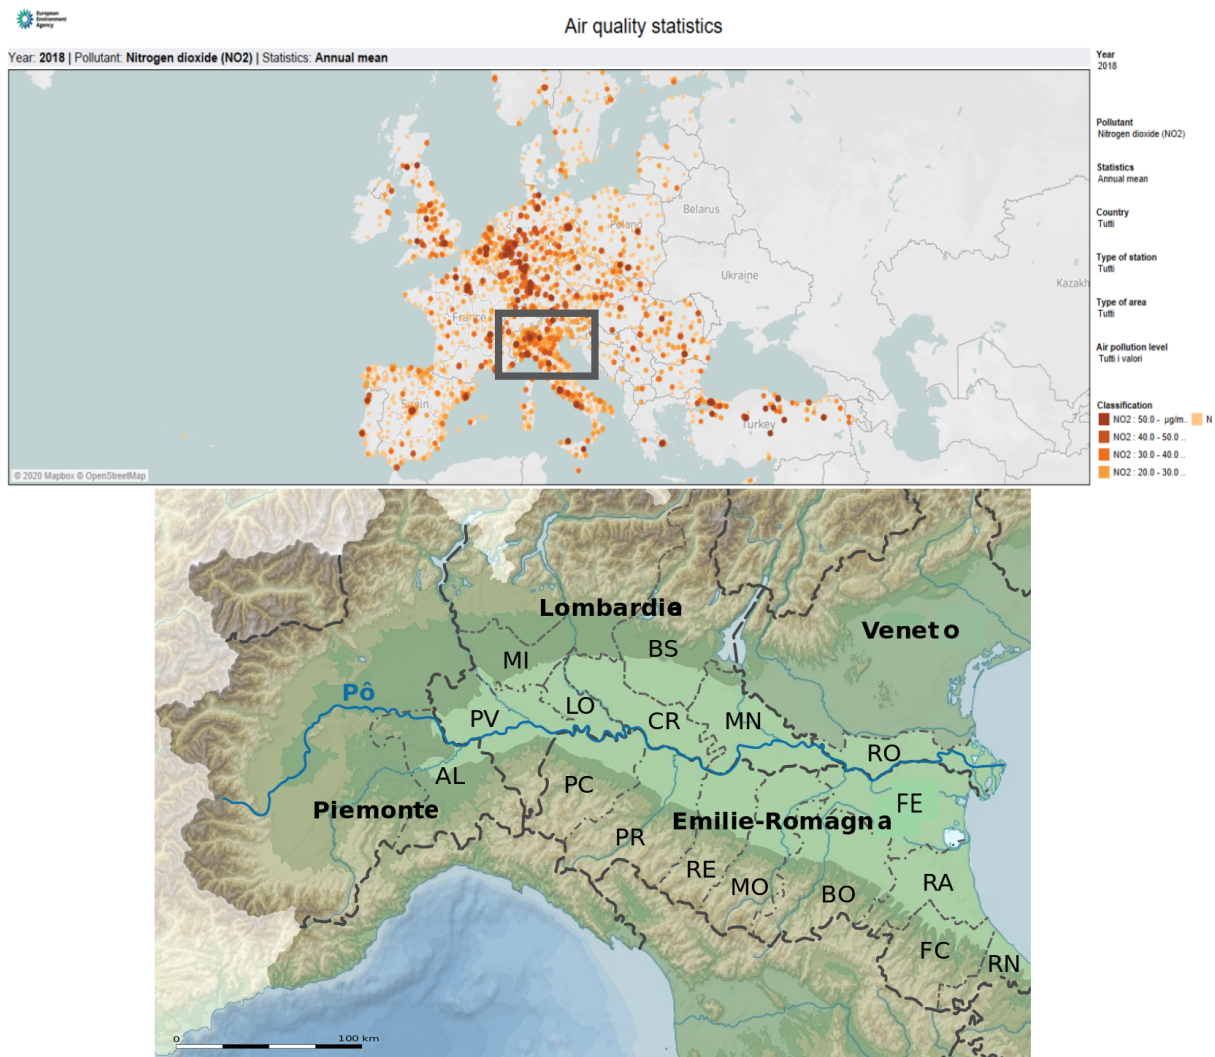 European
Environment
Agency
Air quality statistics
Year: 2018 | Pollutant: Nitrogen dioxide (NO2) | Statistics: Annual mean
Year
2018
Pollutant
Nitrogen dioxide (NO2)
Statistics
Annual mean
Country
Tutti
Type of station
Tutti
Type of area
Tutti
Air pollution level
Tutti i valori
Classification
NO2 : 50.0 - µg/m.. N
NO2 : 40.0 - 50.0 ..
NO2 : 30.0 - 40.0 ..
NO2 : 20.0 - 30.0 ..
Belarus
Poland
Ukraine
Kazakh
France
Spain
Turkey
© 2020 Mapbox © OpenStreetMap
Lombardie
Veneto
MI
BS
Pô
LO
PV
CR
MN
RO
AL
PC
FE
Piemonte
Emilie-Romagna
PR
RE
MO
BO
RA
FC
RN
0 100 km